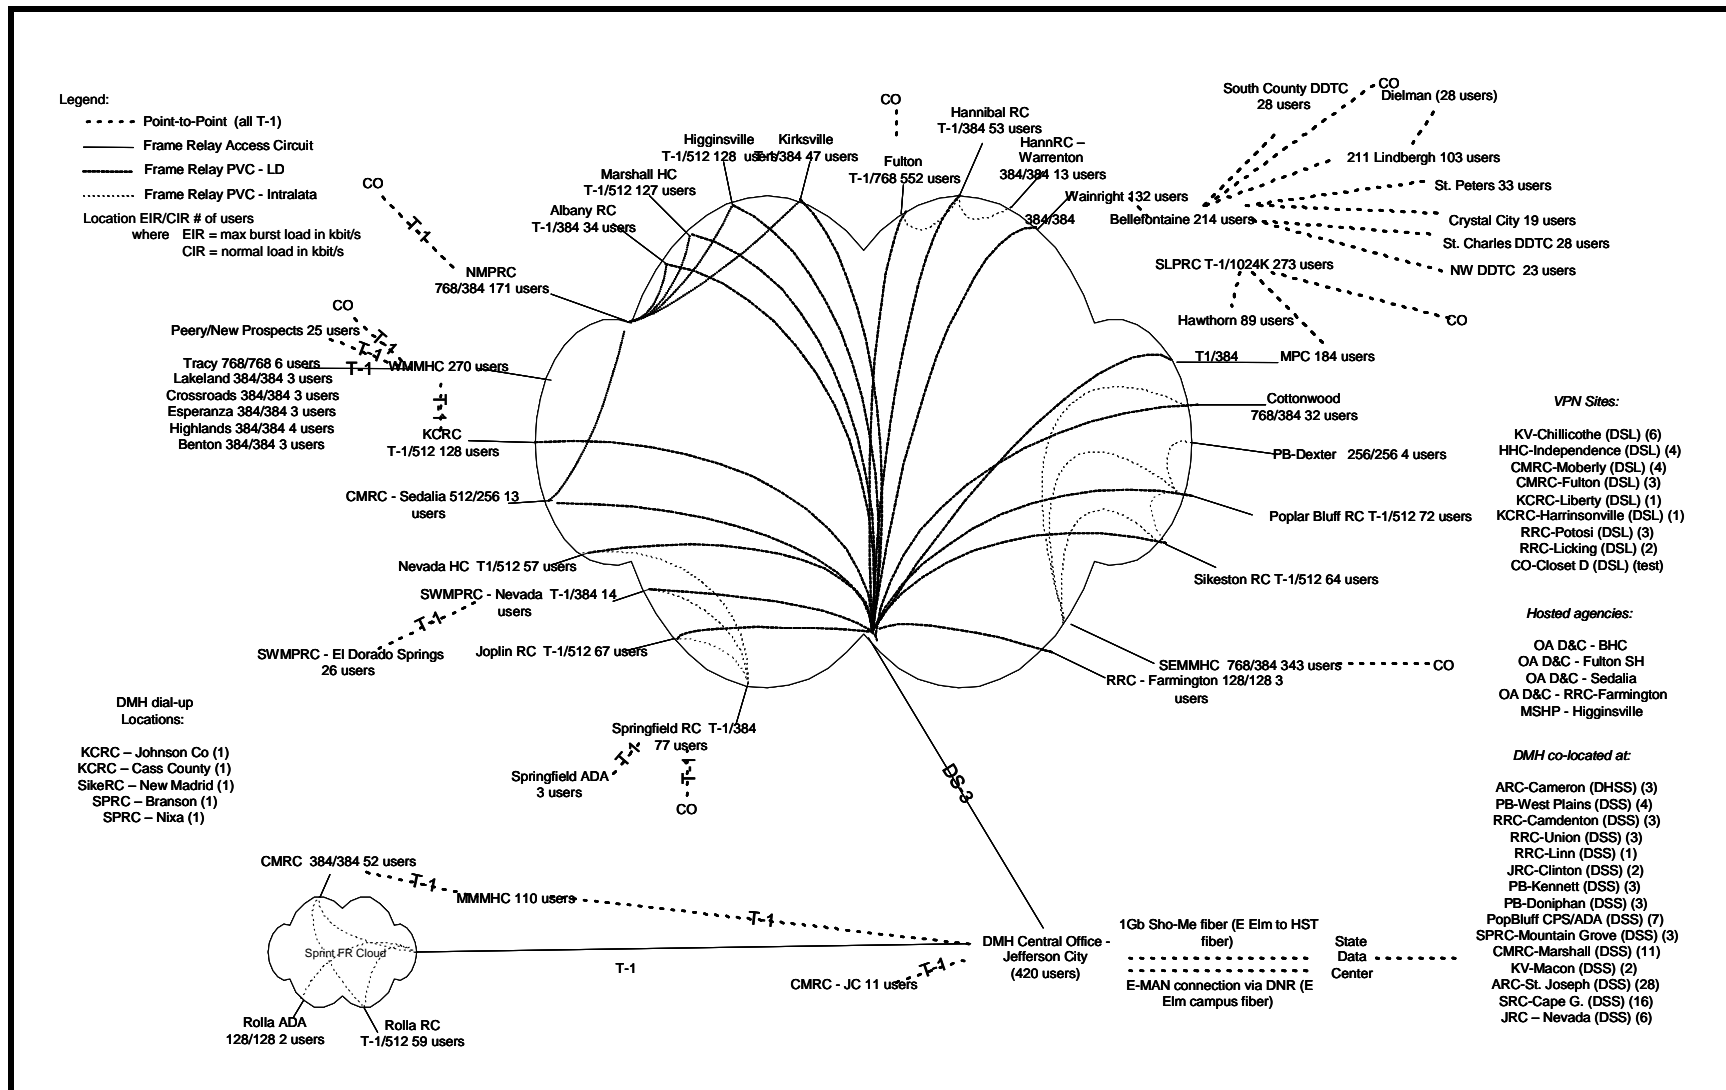 Legend:
Point-to-Point (all T-1)
Frame Relay Access Circuit
Frame Relay PVC - LD
Frame Relay PVC - Intralata
Location EIR/CIR # of users
where EIR = max burst load in kbit/s
CIR = normal load in kbit/s
CO
T-1
NMPRC
768/384 171 users
Albany RC
T-1/384 34 users
Marshall HC
T-1/512 127 users
Higginsville
T-1/512 128 users
Kirksville
T-1/384 47 users
CO
Fulton
T-1/768 552 users
Hannibal RC
T-1/384 53 users
HannRC –
Warrenton
384/384 13 users
Wainright 132 users
384/384
Bellefontaine 214 users
South County DDTC
28 users
CO
Dielman (28 users)
211 Lindbergh 103 users
St. Peters 33 users
Crystal City 19 users
St. Charles DDTC 28 users
NW DDTC 23 users
SLPRC T-1/1024K 273 users
Hawthorn 89 users
CO
T1/384
MPC 184 users
Cottonwood
768/384 32 users
PB-Dexter 256/256 4 users
Poplar Bluff RC T-1/512 72 users
Sikeston RC T-1/512 64 users
SEMMHC 768/384 343 users
CO
RRC - Farmington 128/128 3
users
CO
Peery/New Prospects 25 users
T-1
T-1
T-1
Tracy 768/768 6 users
WMMHC 270 users
Lakeland 384/384 3 users
Crossroads 384/384 3 users
Esperanza 384/384 3 users
Highlands 384/384 4 users
Benton 384/384 3 users
T-1
KCRC
T-1/512 128 users
CMRC - Sedalia 512/256 13
users
Nevada HC T1/512 57 users
SWMPRC - Nevada T-1/384 14
users
T-1
SWMPRC - El Dorado Springs
26 users
Joplin RC T-1/512 67 users
Springfield RC T-1/384
77 users
T-1
T-1
Springfield ADA
3 users
CO
DMH dial-up
Locations:
KCRC – Johnson Co (1)
KCRC – Cass County (1)
SikeRC – New Madrid (1)
SPRC – Branson (1)
SPRC – Nixa (1)
DS-3
CMRC 384/384 52 users
T-1
MMMHC 110 users
T-1
Sprint FR Cloud
T-1
Rolla ADA
128/128 2 users
Rolla RC
T-1/512 59 users
CMRC - JC 11 users
T-1
DMH Central Office -
Jefferson City
(420 users)
1Gb Sho-Me fiber (E Elm to HST
fiber)
E-MAN connection via DNR (E
Elm campus fiber)
State
Data
Center
VPN Sites:
KV-Chillicothe (DSL) (6)
HHC-Independence (DSL) (4)
CMRC-Moberly (DSL) (4)
CMRC-Fulton (DSL) (3)
KCRC-Liberty (DSL) (1)
KCRC-Harrinsonville (DSL) (1)
RRC-Potosi (DSL) (3)
RRC-Licking (DSL) (2)
CO-Closet D (DSL) (test)
Hosted agencies:
OA D&C - BHC
OA D&C - Fulton SH
OA D&C - Sedalia
OA D&C - RRC-Farmington
MSHP - Higginsville
DMH co-located at:
ARC-Cameron (DHSS) (3)
PB-West Plains (DSS) (4)
RRC-Camdenton (DSS) (3)
RRC-Union (DSS) (3)
RRC-Linn (DSS) (1)
JRC-Clinton (DSS) (2)
PB-Kennett (DSS) (3)
PB-Doniphan (DSS) (3)
PopBluff CPS/ADA (DSS) (7)
SPRC-Mountain Grove (DSS) (3)
CMRC-Marshall (DSS) (11)
KV-Macon (DSS) (2)
ARC-St. Joseph (DSS) (28)
SRC-Cape G. (DSS) (16)
JRC – Nevada (DSS) (6)